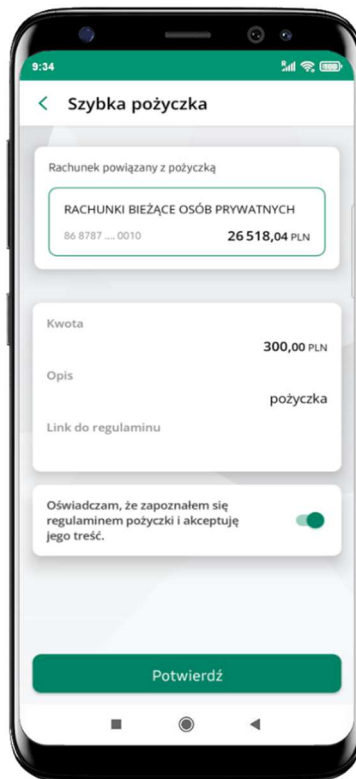 9:34
Szybka pożyczka
Rachunek powiązany z pożyczką
RACHUNKI BIEŻĄCE OSÓB PRYWATNYCH
86 8787 .... 0010 26 518,04 PLN
Kwota
300,00 PLN
Opis
pożyczka
Link do regulaminu
Oświadczam, że zapoznałem się
regulaminem pożyczki i akceptuję
jego treść.
Potwierdź